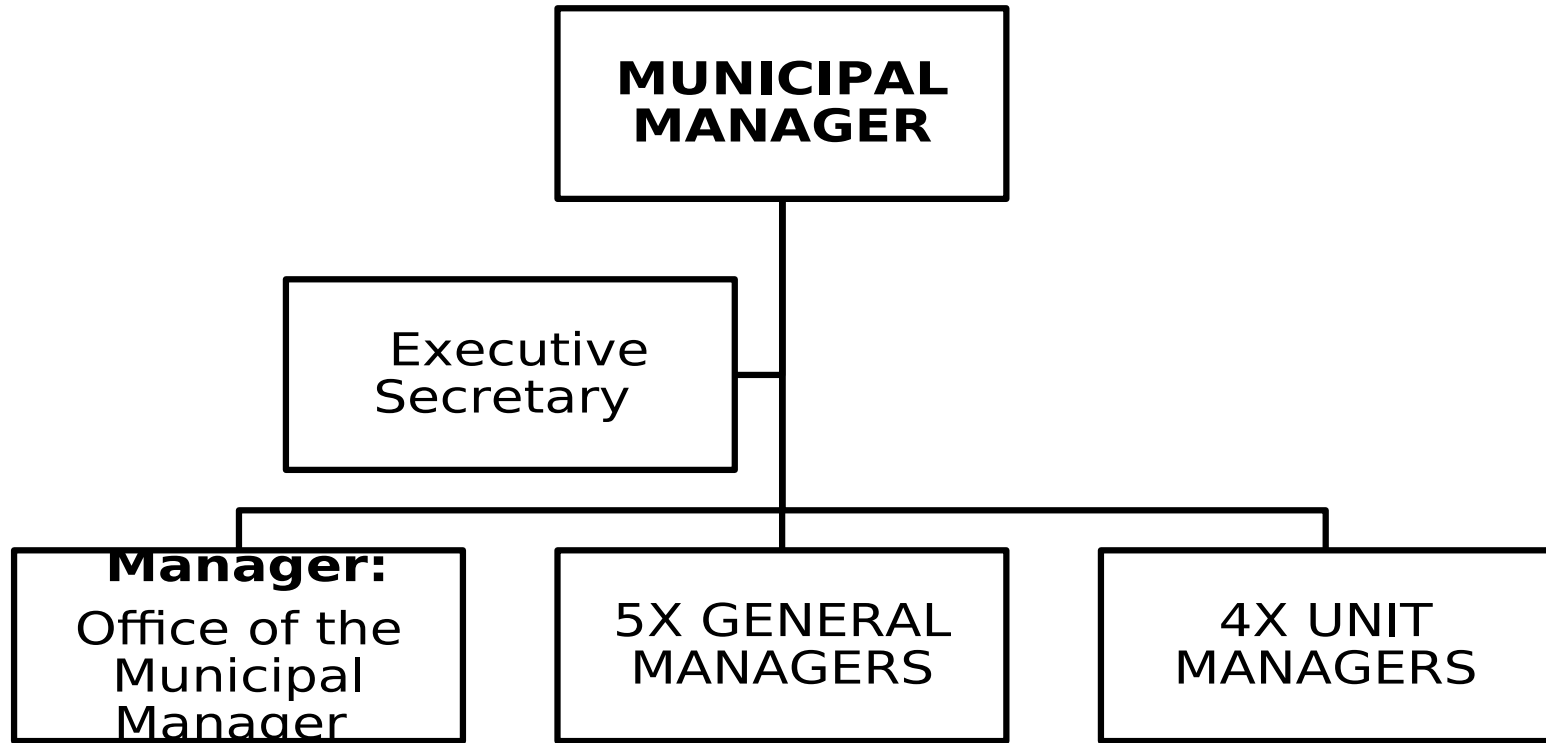 MUNICIPAL
MANAGER
Executive
Secretary
Manager:
Office of the
Municipal
Manager
5X GENERAL
MANAGERS
4X UNIT
MANAGERS